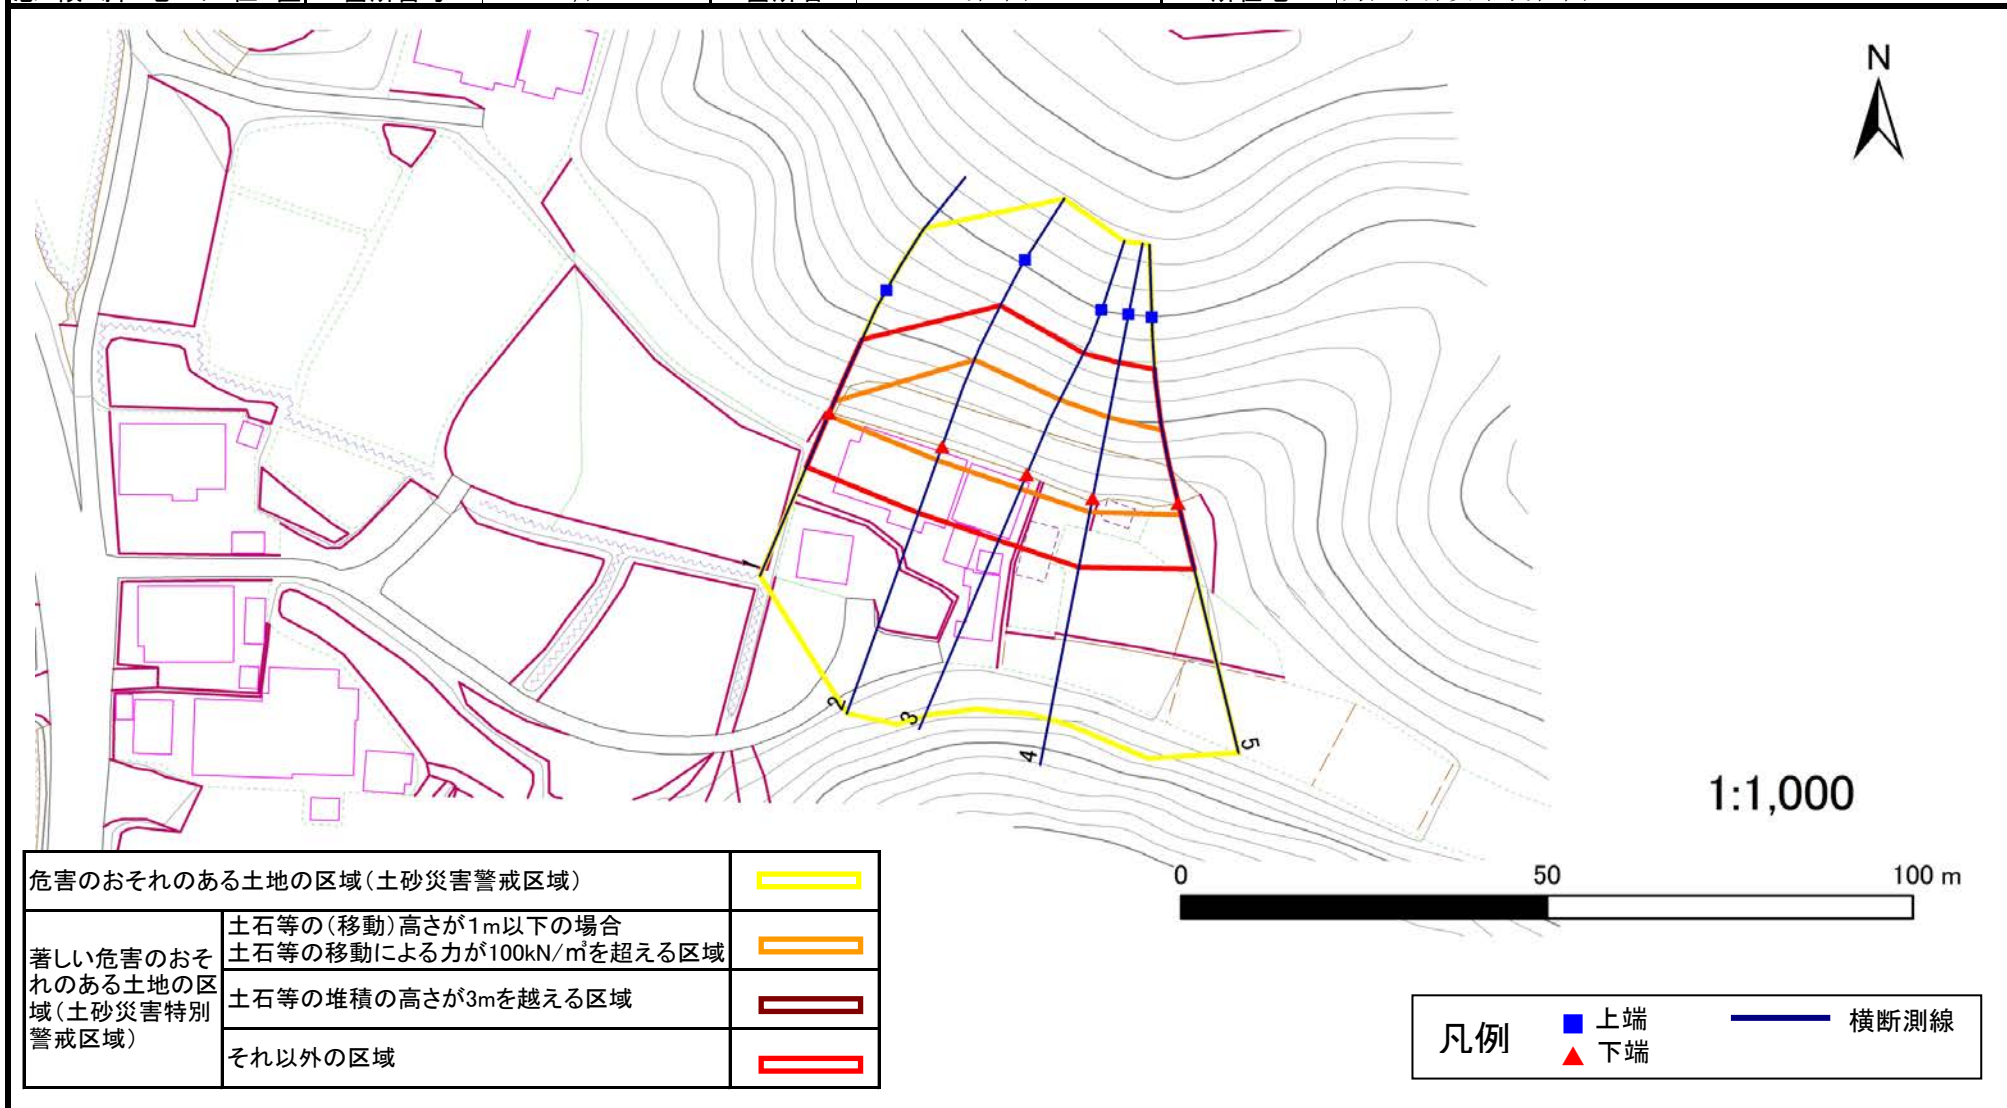 N
2
3
4
5
1:1,000
0 50 100 m
危害のおそれのある土地の区域(土砂災害警戒区域)
著しい危害のおそ
れのある土地の区
域(土砂災害特別
警戒区域)
土石等の(移動)高さが1m以下の場合
土石等の移動による力が100kN/㎡を超える区域
土石等の堆積の高さが3mを越える区域
それ以外の区域
凡例
上端
下端
横断測線